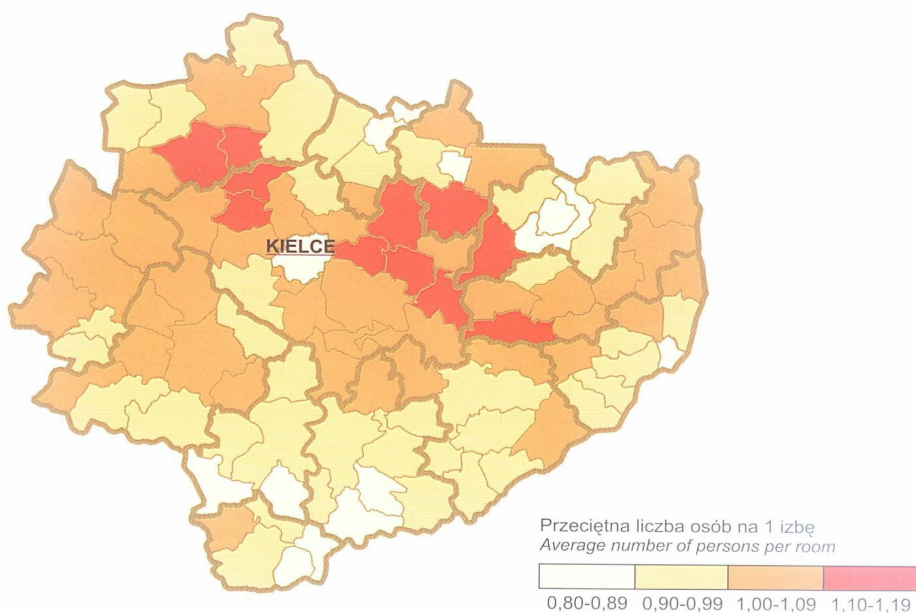 KIELCE
Przeciętna liczba osób na 1 izbę
Average number of persons per room
0,80-0,89 0,90-0,99 1,00-1,09 1,10-1,19